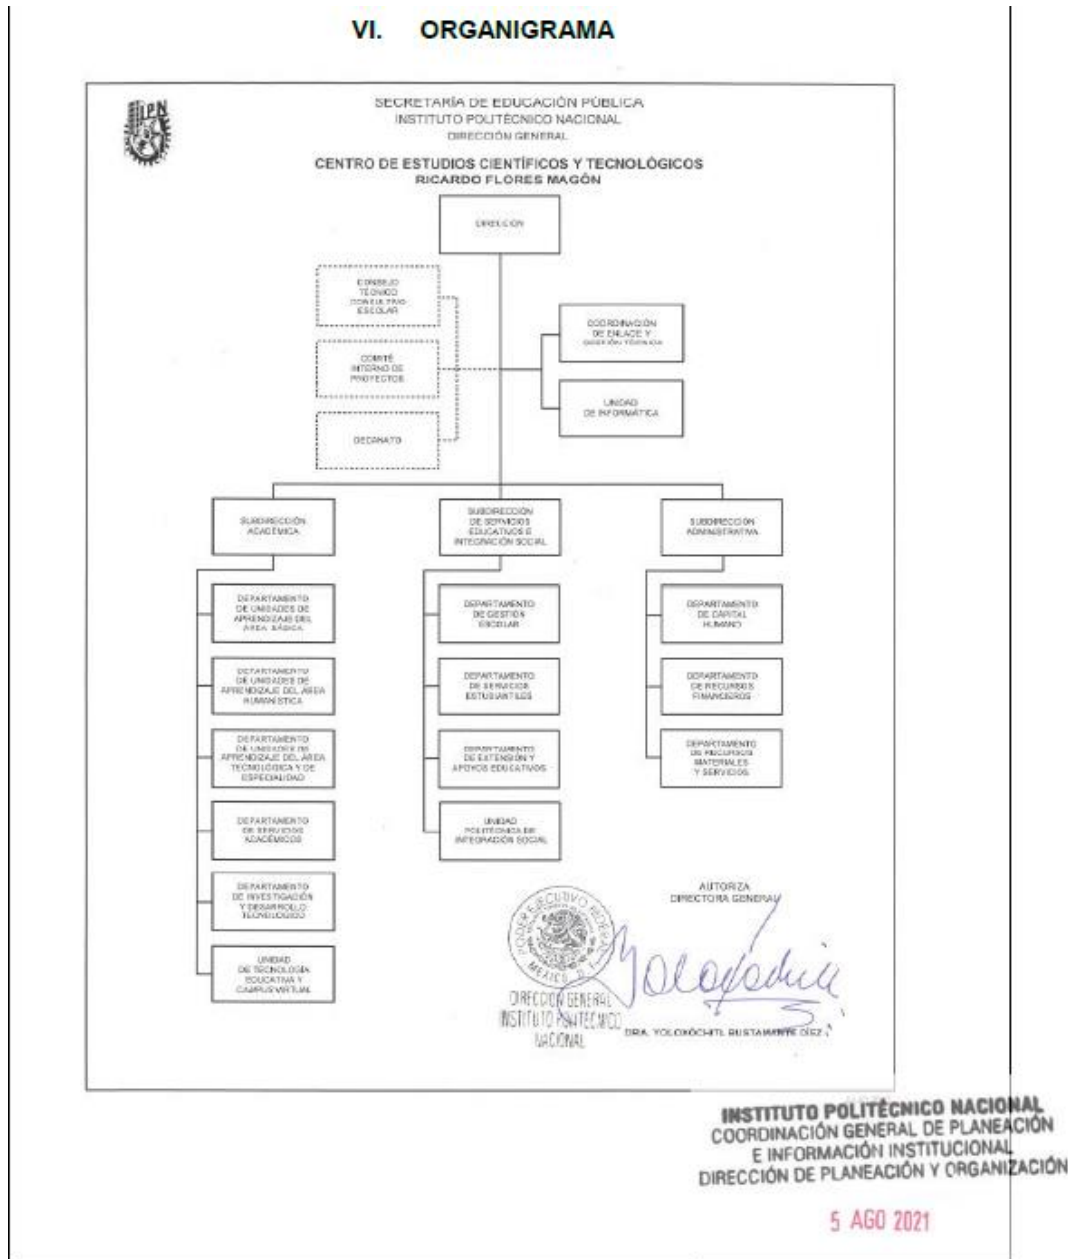 VI. ORGANIGRAMA
IPN
SECRETARÍA DE EDUCACIÓN PÚBLICA
INSTITUTO POLITÉCNICO NACIONAL
DIRECCIÓN GENERAL
CENTRO DE ESTUDIOS CIENTÍFICOS Y TECNOLÓGICOS
RICARDO FLORES MAGÓN
DIRECCIÓN
CONSEJO
TÉCNICO
CONSULTIVO
ESCOLAR
COORDINACIÓN
DE ENLACE Y
GESTIÓN TÉCNICA
COMITÉ
INTERNO DE
PROYECTOS
UNIDAD
DE INFORMÁTICA
DECANATO
SUBDIRECCIÓN
ACADÉMICA
SUBDIRECCIÓN
DE SERVICIOS
EDUCATIVOS E
INTEGRACIÓN SOCIAL
SUBDIRECCIÓN
ADMINISTRATIVA
DEPARTAMENTO
DE UNIDADES DE
APRENDIZAJE DEL
ÁREA BÁSICA
DEPARTAMENTO
DE GESTIÓN
ESCOLAR
DEPARTAMENTO
DE CAPITAL
HUMANO
DEPARTAMENTO
DE UNIDADES DE
APRENDIZAJE DEL ÁREA
HUMANÍSTICA
DEPARTAMENTO
DE SERVICIOS
ESTUDIANTILES
DEPARTAMENTO
DE RECURSOS
FINANCIEROS
DEPARTAMENTO
DE UNIDADES DE
APRENDIZAJE DEL ÁREA
TECNOLÓGICA Y DE
ESPECIALIDAD
DEPARTAMENTO
DE EXTENSIÓN Y
APOYOS EDUCATIVOS
DEPARTAMENTO
DE RECURSOS
MATERIALES
Y SERVICIOS
DEPARTAMENTO
DE SERVICIOS
ACADÉMICOS
UNIDAD
POLITÉCNICA DE
INTEGRACIÓN SOCIAL
DEPARTAMENTO
DE INVESTIGACIÓN
Y DESARROLLO
TECNOLÓGICO
UNIDAD
DE TECNOLOGÍA
EDUCATIVA Y
CAMPUS VIRTUAL
AUTORIZA
DIRECTORA GENERAL
PODER EJECUTIVO FEDERAL
MÉXICO D F
DIRECCIÓN GENERAL
INSTITUTO POLITÉCNICO
NACIONAL
DRA. YOLOXÓCHITL BUSTAMANTE DÍEZ
INSTITUTO POLITÉCNICO NACIONAL
COORDINACIÓN GENERAL DE PLANEACIÓN
E INFORMACIÓN INSTITUCIONAL
DIRECCIÓN DE PLANEACIÓN Y ORGANIZACIÓN
5 AGO 2021